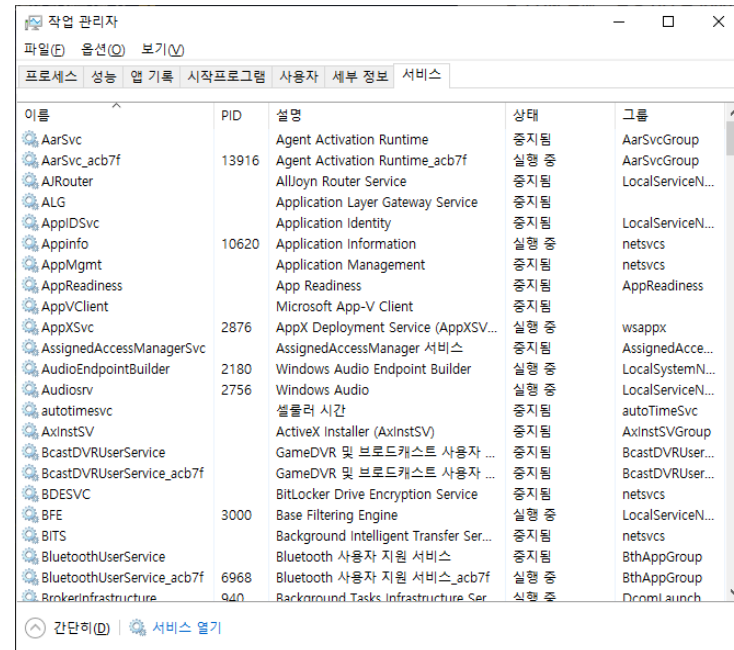 작업 관리자
파일(F) 옵션(O) 보기(V)
프로세스 성능 앱 기록 시작프로그램 사용자 세부 정보 서비스
이름 PID 설명 상태 그룹
AarSvc Agent Activation Runtime 중지됨 AarSvcGroup
AarSvc_acb7f 13916 Agent Activation Runtime_acb7f 실행 중 AarSvcGroup
AJRouter AllJoyn Router Service 중지됨 LocalServiceN...
ALG Application Layer Gateway Service 중지됨
AppIDSvc Application Identity 중지됨 LocalServiceN...
Appinfo 10620 Application Information 실행 중 netsvcs
AppMgmt Application Management 중지됨 netsvcs
AppReadiness App Readiness 중지됨 AppReadiness
AppVClient Microsoft App-V Client 중지됨
AppXSvc 2876 AppX Deployment Service (AppXSV... 실행 중 wsappx
AssignedAccessManagerSvc AssignedAccessManager 서비스 중지됨 AssignedAcce...
AudioEndpointBuilder 2180 Windows Audio Endpoint Builder 실행 중 LocalSystemN...
Audiosrv 2756 Windows Audio 실행 중 LocalServiceN...
autotimesvc 셀룰러 시간 중지됨 autoTimeSvc
AxInstSV ActiveX Installer (AxInstSV) 중지됨 AxInstSVGroup
BcastDVRUserService GameDVR 및 브로드캐스트 사용자 ... 중지됨 BcastDVRUser...
BcastDVRUserService_acb7f GameDVR 및 브로드캐스트 사용자 ... 중지됨 BcastDVRUser...
BDESVC BitLocker Drive Encryption Service 중지됨 netsvcs
BFE 3000 Base Filtering Engine 실행 중 LocalServiceN...
BITS Background Intelligent Transfer Ser... 중지됨 netsvcs
BluetoothUserService Bluetooth 사용자 지원 서비스 중지됨 BthAppGroup
BluetoothUserService_acb7f 6968 Bluetooth 사용자 지원 서비스_acb7f 실행 중 BthAppGroup
BrokerInfrastructure 940 Background Tasks Infrastructure Ser... 실행 중 DcomLaunch
간단히(D) 서비스 열기